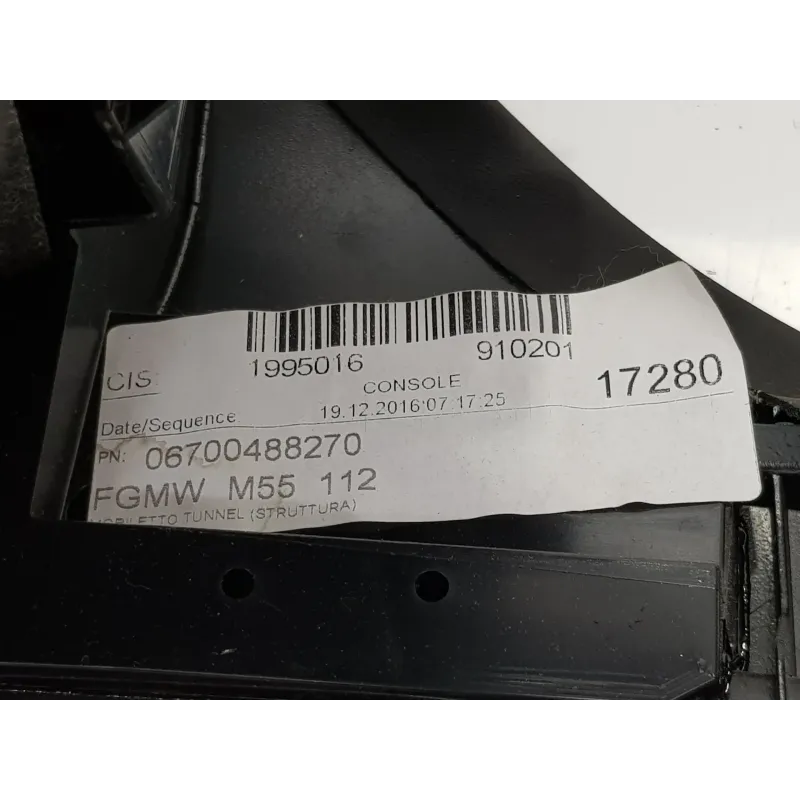 CIS:
1995016 910201
CONSOLE
17280
Date/Sequence 19.12.2016 07:17:25
PN: 06700488270
FGMW M55 112
MOBILETTO TUNNEL (STRUTTURA)